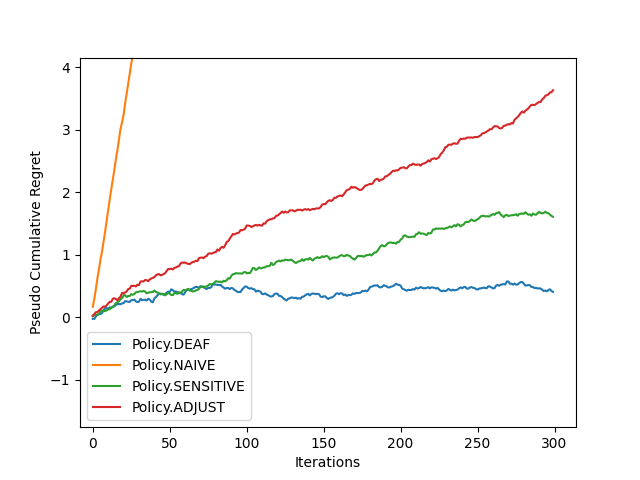 4
3
2
1
0
−1
0
50
100
150
200
250
300
Pseudo Cumulative Regret
Iterations
Policy.DEAF
Policy.NAIVE
Policy.SENSITIVE
Policy.ADJUST